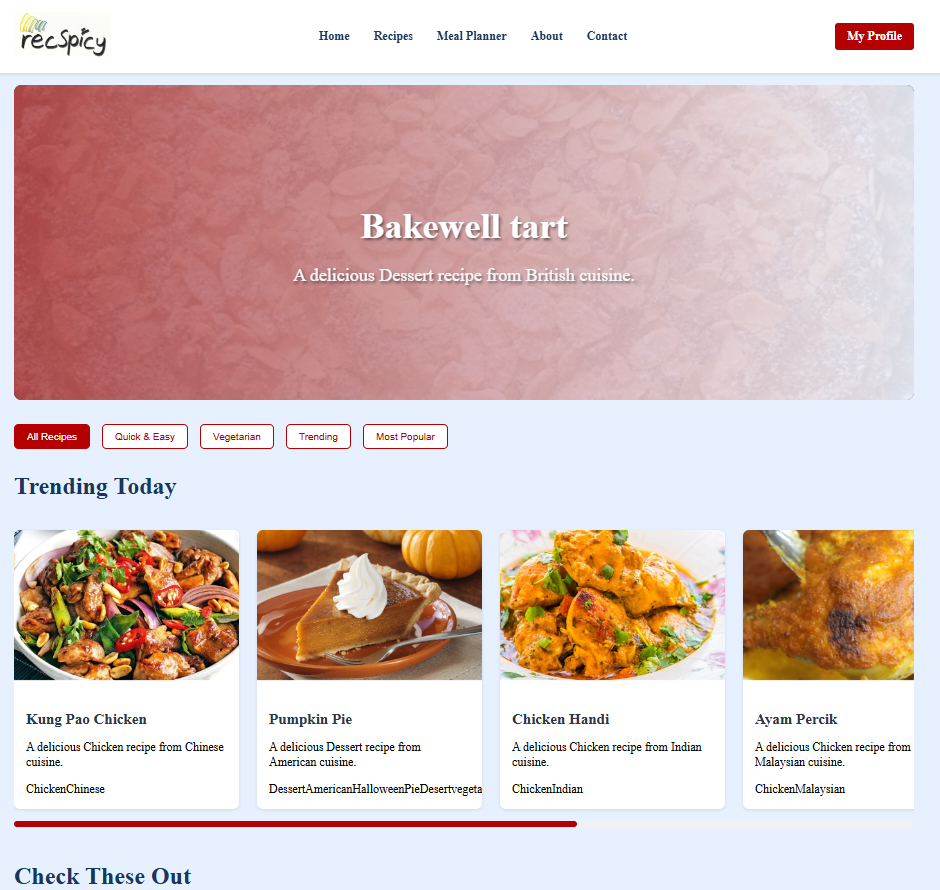 recspicy
Home Recipes Meal Planner About Contact
My Profile
Bakewell tart
A delicious Dessert recipe from British cuisine.
All Recipes Quick & Easy Vegetarian Trending Most Popular
Trending Today
Kung Pao Chicken
A delicious Chicken recipe from Chinese
cuisine.
ChickenChinese
Pumpkin Pie
A delicious Dessert recipe from
American cuisine.
DessertAmericanHalloweenPieDesertvegeta
Chicken Handi
A delicious Chicken recipe from Indian
cuisine.
ChickenIndian
Ayam Percik
A delicious Chicken recipe from
Malaysian cuisine.
ChickenMalaysian
Check These Out